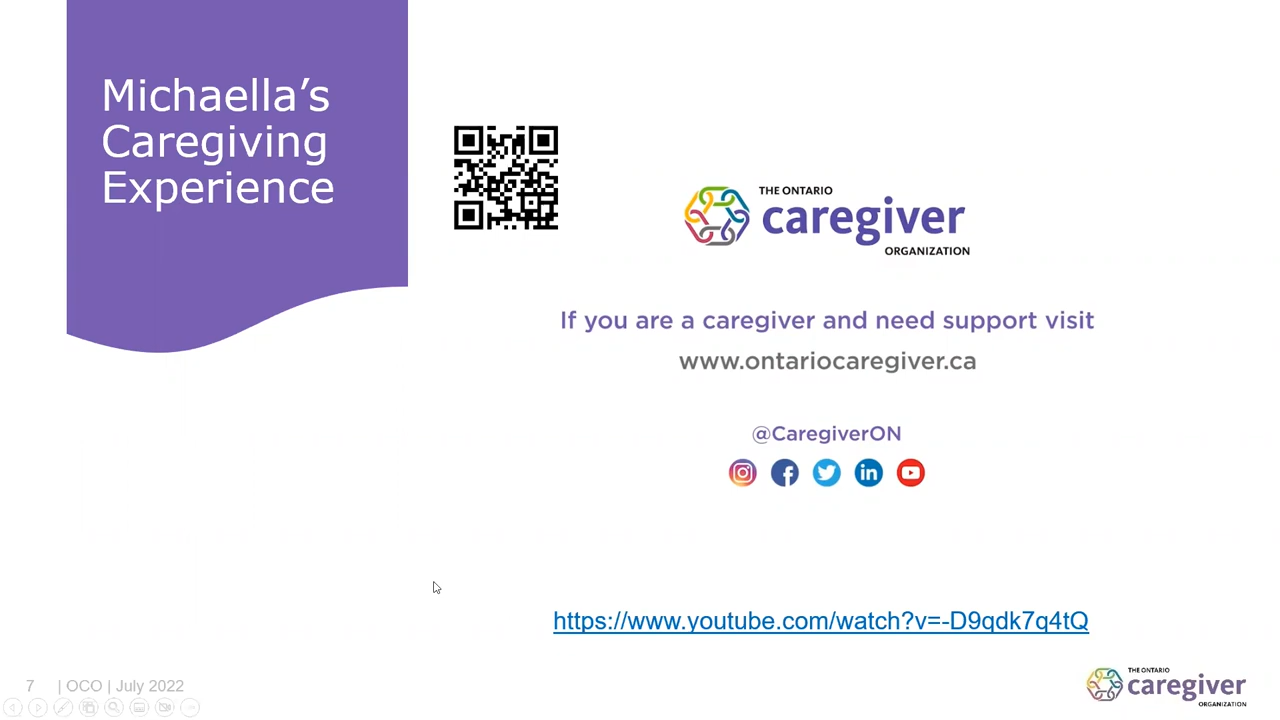 Michaella’s
Caregiving
Experience
THE ONTARIO
caregiver
ORGANIZATION
If you are a caregiver and need support visit
www.ontariocaregiver.ca
@CaregiverON
https://www.youtube.com/watch?v=-D9qdk7q4tQ
7 | OCO | July 2022
THE ONTARIO
caregiver
ORGANIZATION